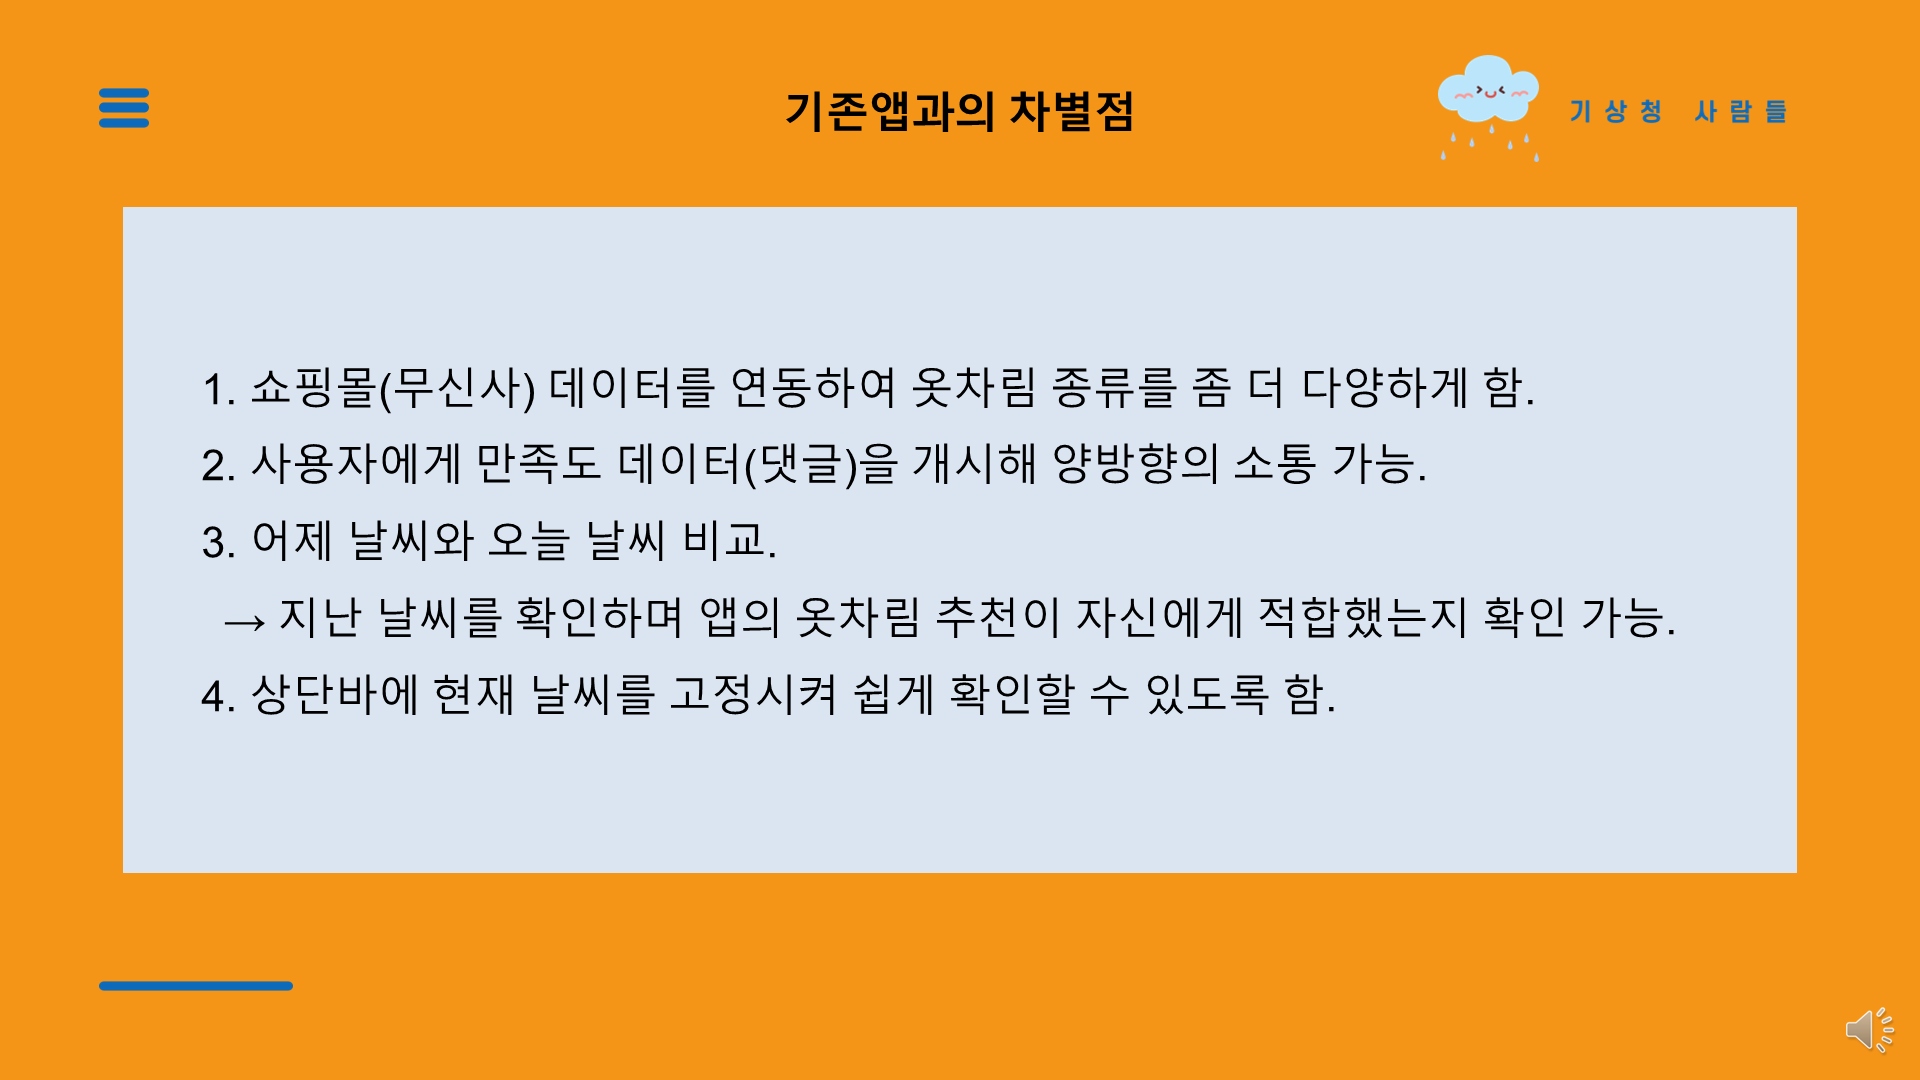 기존앱과의 차별점
기상청 사람들
1. 쇼핑몰(무신사) 데이터를 연동하여 옷차림 종류를 좀 더 다양하게 함.
2. 사용자에게 만족도 데이터(댓글)을 개시해 양방향의 소통 가능.
3. 어제 날씨와 오늘 날씨 비교.
→ 지난 날씨를 확인하며 앱의 옷차림 추천이 자신에게 적합했는지 확인 가능.
4. 상단바에 현재 날씨를 고정시켜 쉽게 확인할 수 있도록 함.